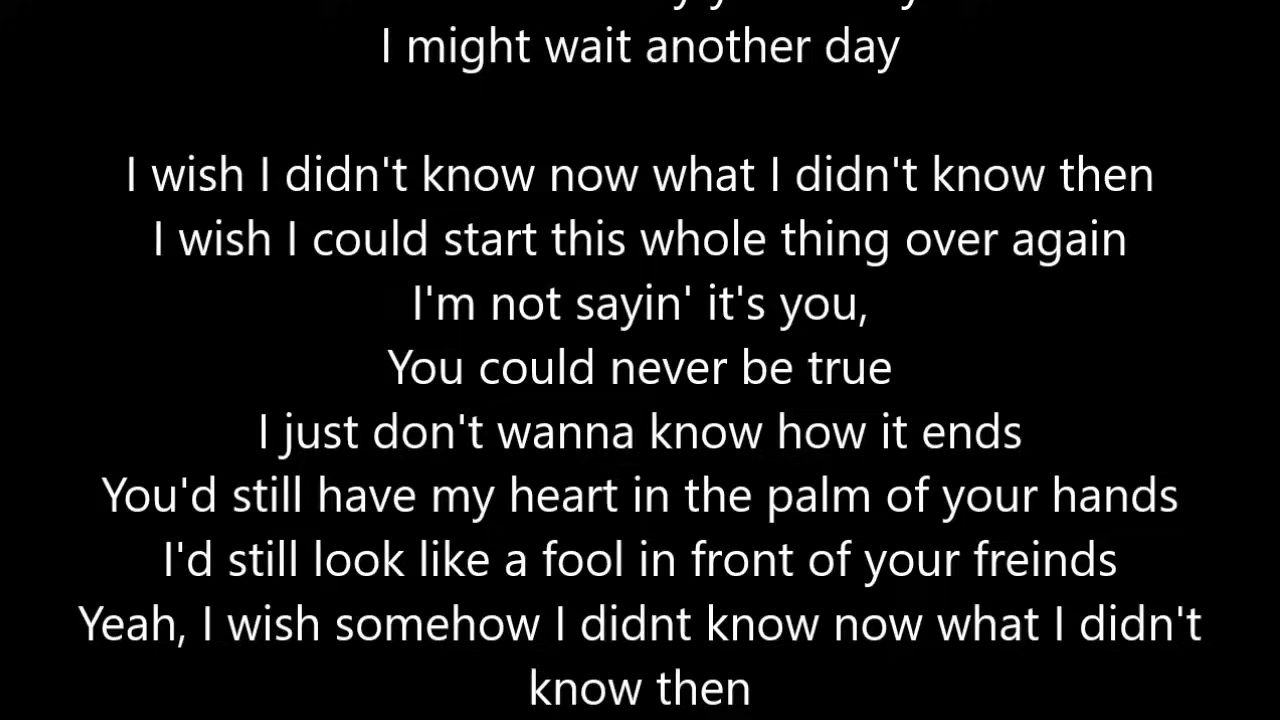 I might wait another day
I wish I didn't know now what I didn't know then
I wish I could start this whole thing over again
I'm not sayin' it's you,
You could never be true
I just don't wanna know how it ends
You'd still have my heart in the palm of your hands
I'd still look like a fool in front of your freinds
Yeah, I wish somehow I didnt know now what I didn't
know then